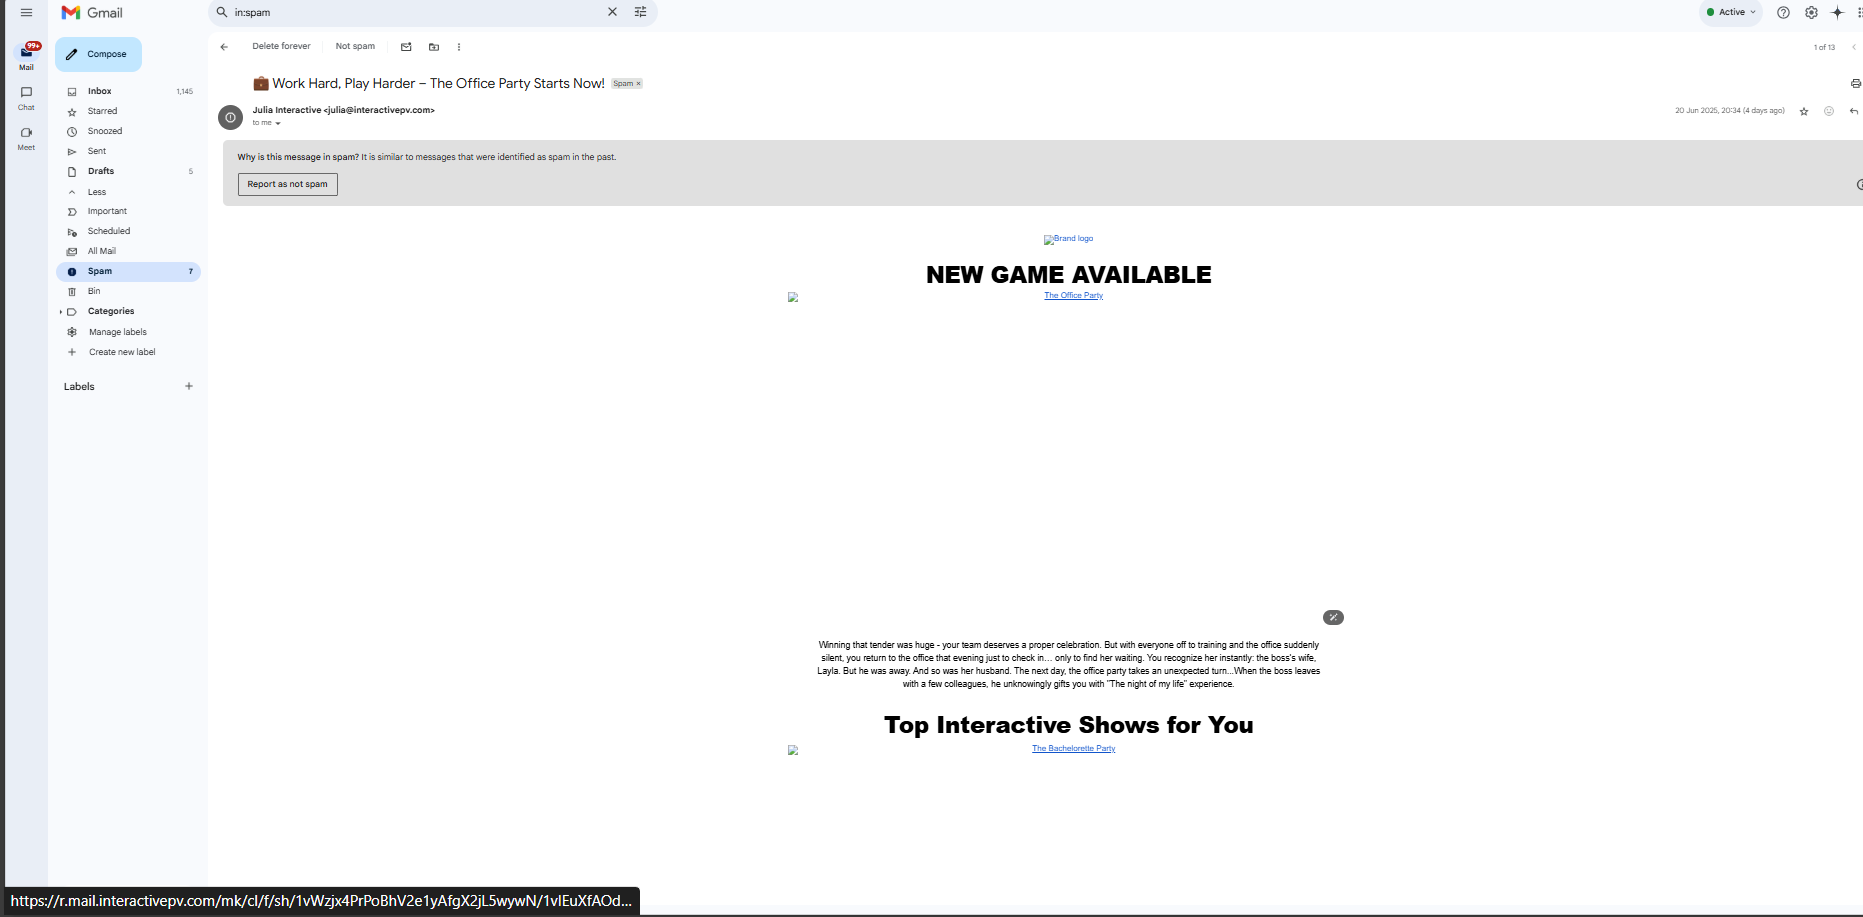 Gmail
in:spam
Active
99+
Mail
Chat
Meet
Compose
Inbox 1,145
Starred
Snoozed
Sent
Drafts 5
Less
Important
Scheduled
All Mail
Spam 7
Bin
Categories
Manage labels
Create new label
Labels
Delete forever Not spam
1 of 13
💼 Work Hard, Play Harder – The Office Party Starts Now! Spam ×
Julia Interactive <julia@interactivepv.com>
20 Jun 2025, 20:34 (4 days ago)
to me
Why is this message in spam? It is similar to messages that were identified as spam in the past.
Report as not spam
Brand logo
NEW GAME AVAILABLE
The Office Party
Winning that tender was huge - your team deserves a proper celebration. But with everyone off to training and the office suddenly
silent, you return to the office that evening just to check in… only to find her waiting. You recognize her instantly: the boss's wife,
Layla. But he was away. And so was her husband. The next day, the office party takes an unexpected turn...When the boss leaves
with a few colleagues, he unknowingly gifts you with "The night of my life" experience.
Top Interactive Shows for You
The Bachelorette Party
https://r.mail.interactivepv.com/mk/cl/f/sh/1vWzjx4PrPoBhV2e1yAfgX2jL5wywN/1vlEuXfAOd...